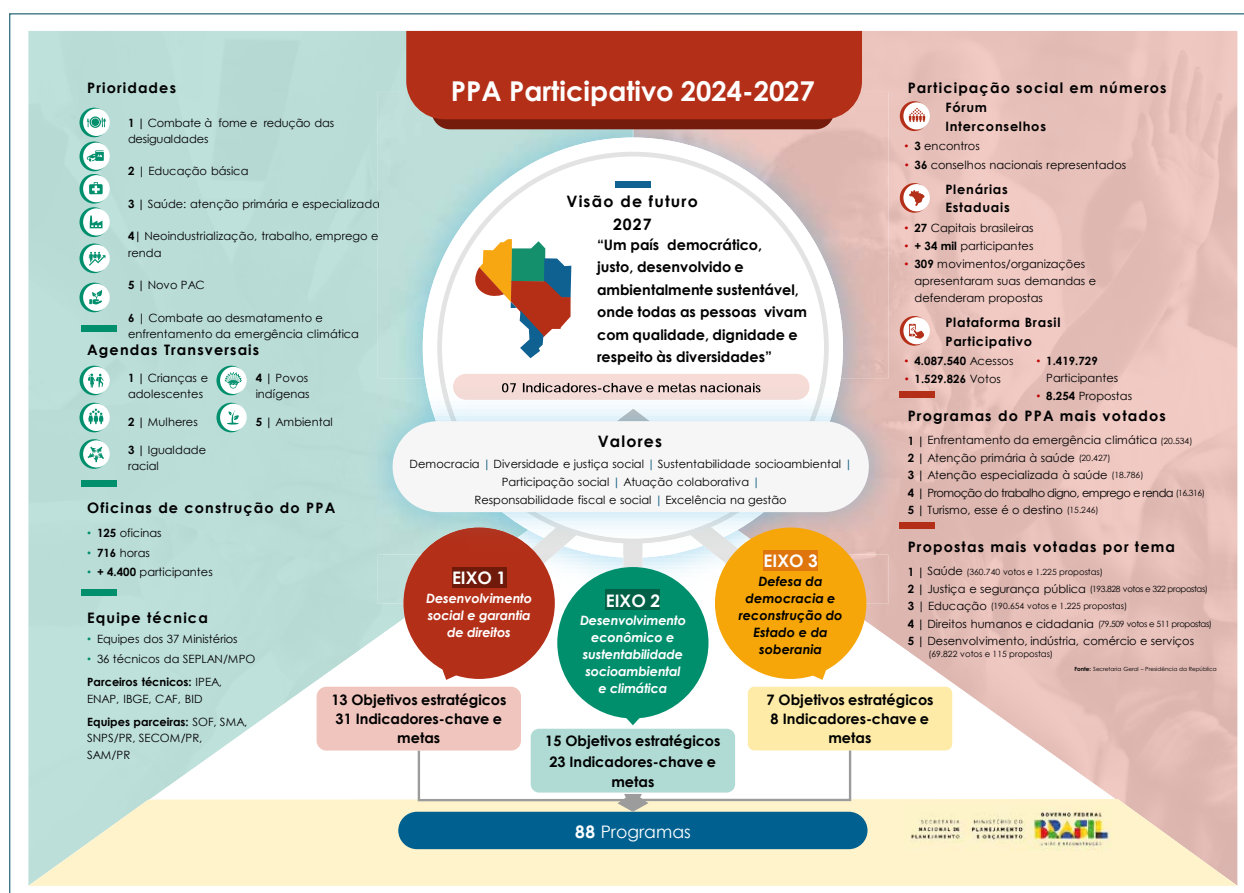 PPA Participativo 2024-2027
Prioridades
1 | Combate à fome e redução das
desigualdades
2 | Educação básica
3 | Saúde: atenção primária e especializada
4| Neoindustrialização, trabalho, emprego e
renda
5 | Novo PAC
6 | Combate ao desmatamento e
enfrentamento da emergência climática
Agendas Transversais
1 | Crianças e
adolescentes
2 | Mulheres
3 | Igualdade
racial
4 | Povos
indígenas
5 | Ambiental
Oficinas de construção do PPA
• 125 oficinas
• 716 horas
• + 4.400 participantes
Equipe técnica
• Equipes dos 37 Ministérios
• 36 técnicos da SEPLAN/MPO
Parceiros técnicos: IPEA,
ENAP, IBGE, CAF, BID
Equipes parceiras: SOF, SMA,
SNPS/PR, SECOM/PR,
SAM/PR
Visão de futuro
2027
“Um país democrático,
justo, desenvolvido e
ambientalmente sustentável,
onde todas as pessoas vivam
com qualidade, dignidade e
respeito às diversidades”
07 Indicadores-chave e metas nacionais
Valores
Democracia | Diversidade e justiça social | Sustentabilidade socioambiental |
Participação social | Atuação colaborativa |
Responsabilidade fiscal e social | Excelência na gestão
EIXO 1
Desenvolvimento
social e garantia
de direitos
13 Objetivos estratégicos
31 Indicadores-chave e
metas
EIXO 2
Desenvolvimento
econômico e
sustentabilidade
socioambiental
e climática
15 Objetivos estratégicos
23 Indicadores-chave e
metas
EIXO 3
Defesa da
democracia e
reconstrução do
Estado e da
soberania
7 Objetivos estratégicos
8 Indicadores-chave e
metas
88 Programas
Participação social em números
Fórum
Interconselhos
• 3 encontros
• 36 conselhos nacionais representados
Plenárias
Estaduais
• 27 Capitais brasileiras
• + 34 mil participantes
• 309 movimentos/organizações
apresentaram suas demandas e
defenderam propostas
Plataforma Brasil
Participativo
• 4.087.540 Acessos
• 1.529.826 Votos
• 1.419.729
Participantes
• 8.254 Propostas
Programas do PPA mais votados
1 | Enfrentamento da emergência climática (20.534)
2 | Atenção primária à saúde (20.427)
3 | Atenção especializada à saúde (18.786)
4 | Promoção do trabalho digno, emprego e renda (16.316)
5 | Turismo, esse é o destino (15.246)
Propostas mais votadas por tema
1 | Saúde (360.740 votos e 1.225 propostas)
2 | Justiça e segurança pública (193.828 votos e 322 propostas)
3 | Educação (190.654 votos e 1.225 propostas)
4 | Direitos humanos e cidadania (79.509 votos e 511 propostas)
5 | Desenvolvimento, indústria, comércio e serviços
(69.822 votos e 115 propostas)
Fonte: Secretaria Geral – Presidência da República
SECRETARIA
NACIONAL DE
PLANEJAMENTO
MINISTÉRIO DO
PLANEJAMENTO
E ORÇAMENTO
GOVERNO FEDERAL
BRASIL
UNIÃO E RECONSTRUÇÃO